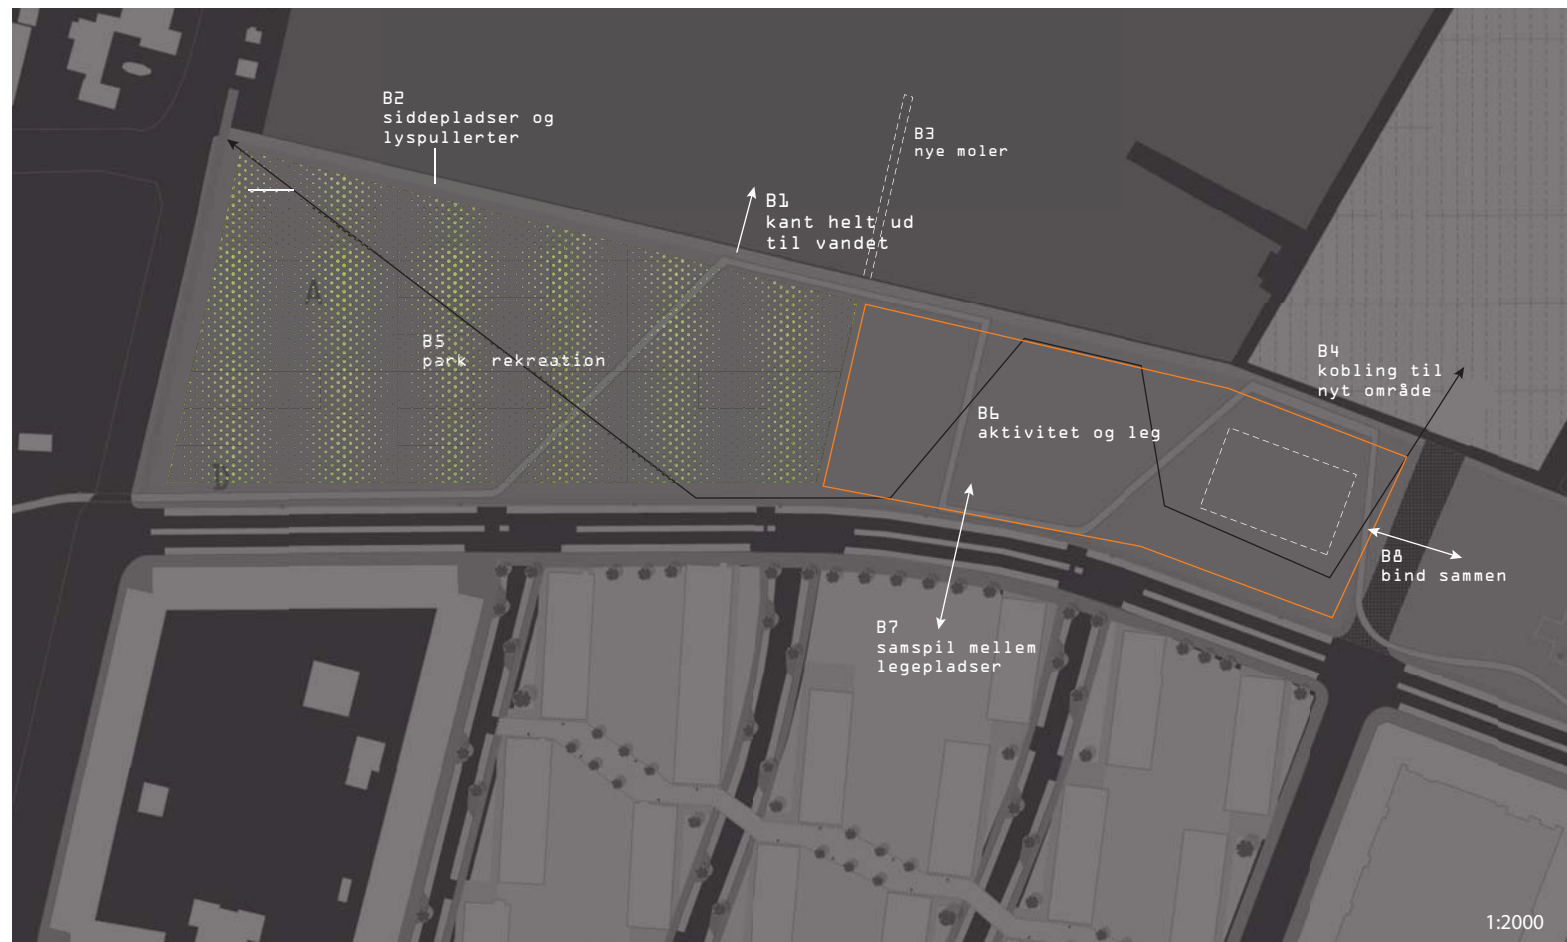 B2
siddepladser og
lyspullerter
B3
nye moler
B1
kant helt ud
til vandet
A
B5
park rekreation
B4
kobling til
nyt område
B6
aktivitet og leg
B8
bind sammen
B7
samspil mellem
legepladser
1:2000